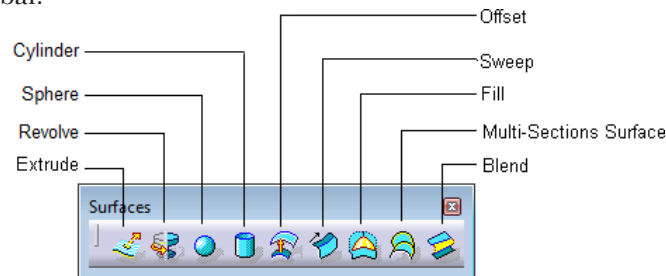 bar.
Offset
Cylinder
Sweep
Sphere
Fill
Revolve
Multi-Sections Surface
Extrude
Blend
Surfaces